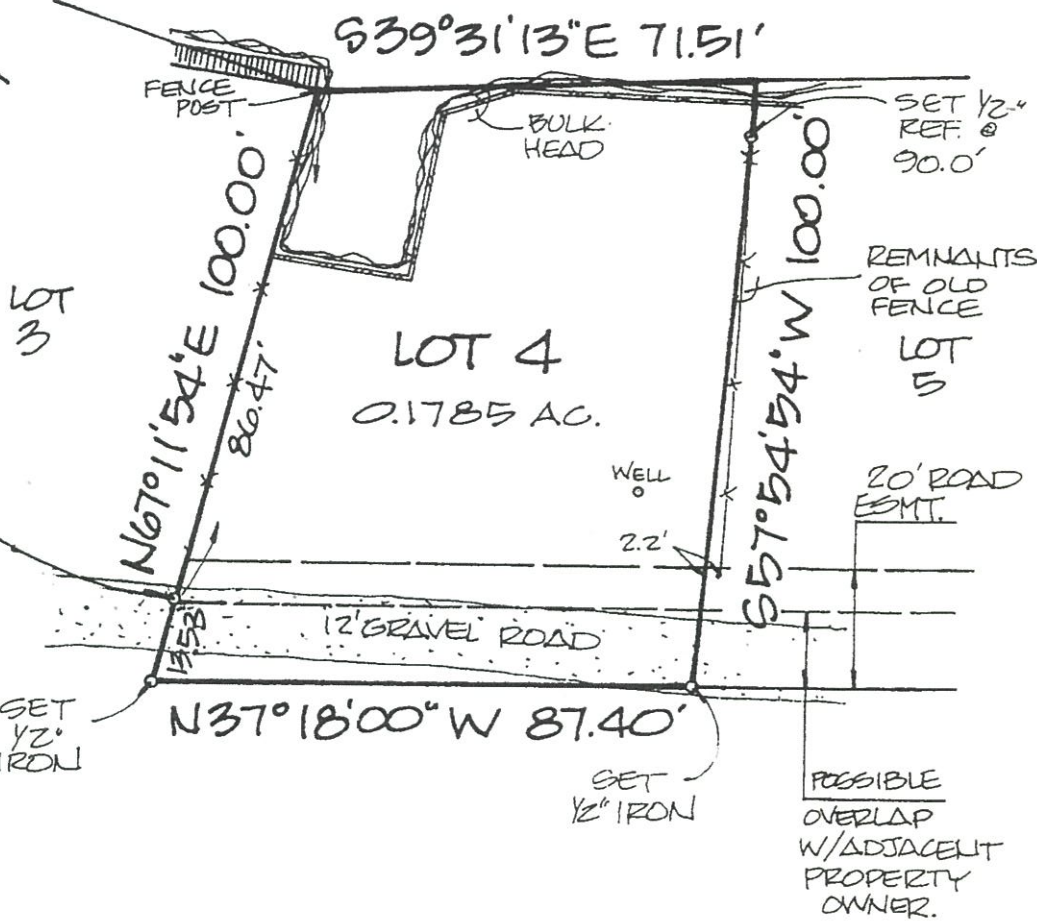 S39°31'13"E 71.51'
FENCE
POST
BULK
HEAD
SET 1/2"
REF. @
90.0'
N67°11'54"E 100.00'
86.47'
13.53
S57°54'54"W 100.00'
REMNANTS
OF OLD
FENCE
LOT
3
LOT 4
0.1785 AC.
LOT
5
WELL
2.2'
20' ROAD
ESMT.
12' GRAVEL ROAD
SET
1/2"
IRON
N37°18'00"W 87.40'
SET
1/2" IRON
POSSIBLE
OVERLAP
W/ADJACENT
PROPERTY
OWNER.